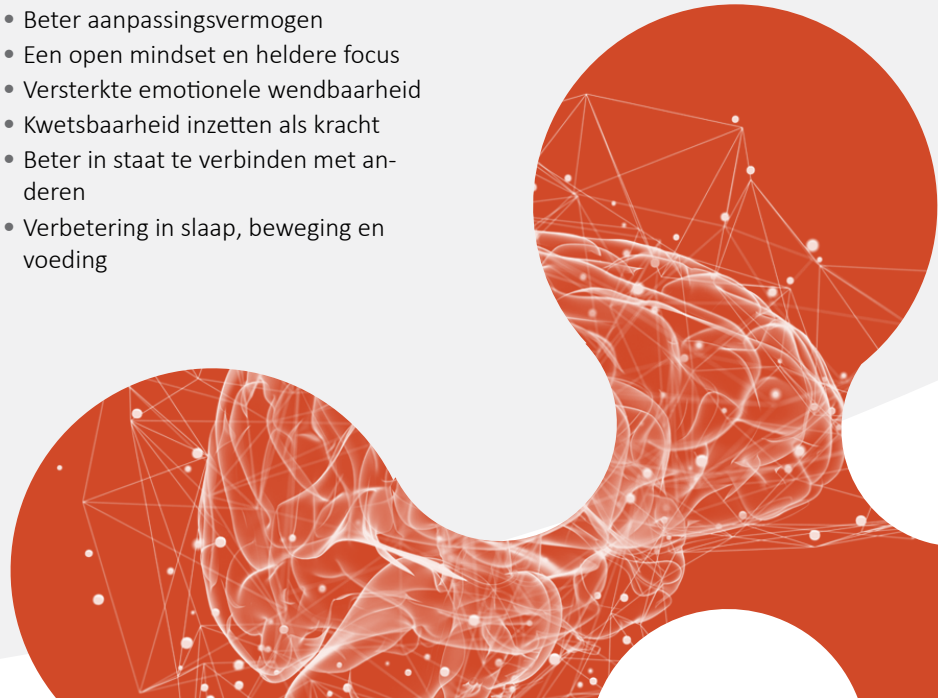 • Beter aanpassingsvermogen
• Een open mindset en heldere focus
• Versterkte emotionele wendbaarheid
• Kwetsbaarheid inzetten als kracht
• Beter in staat te verbinden met an-
deren
• Verbetering in slaap, beweging en
voeding